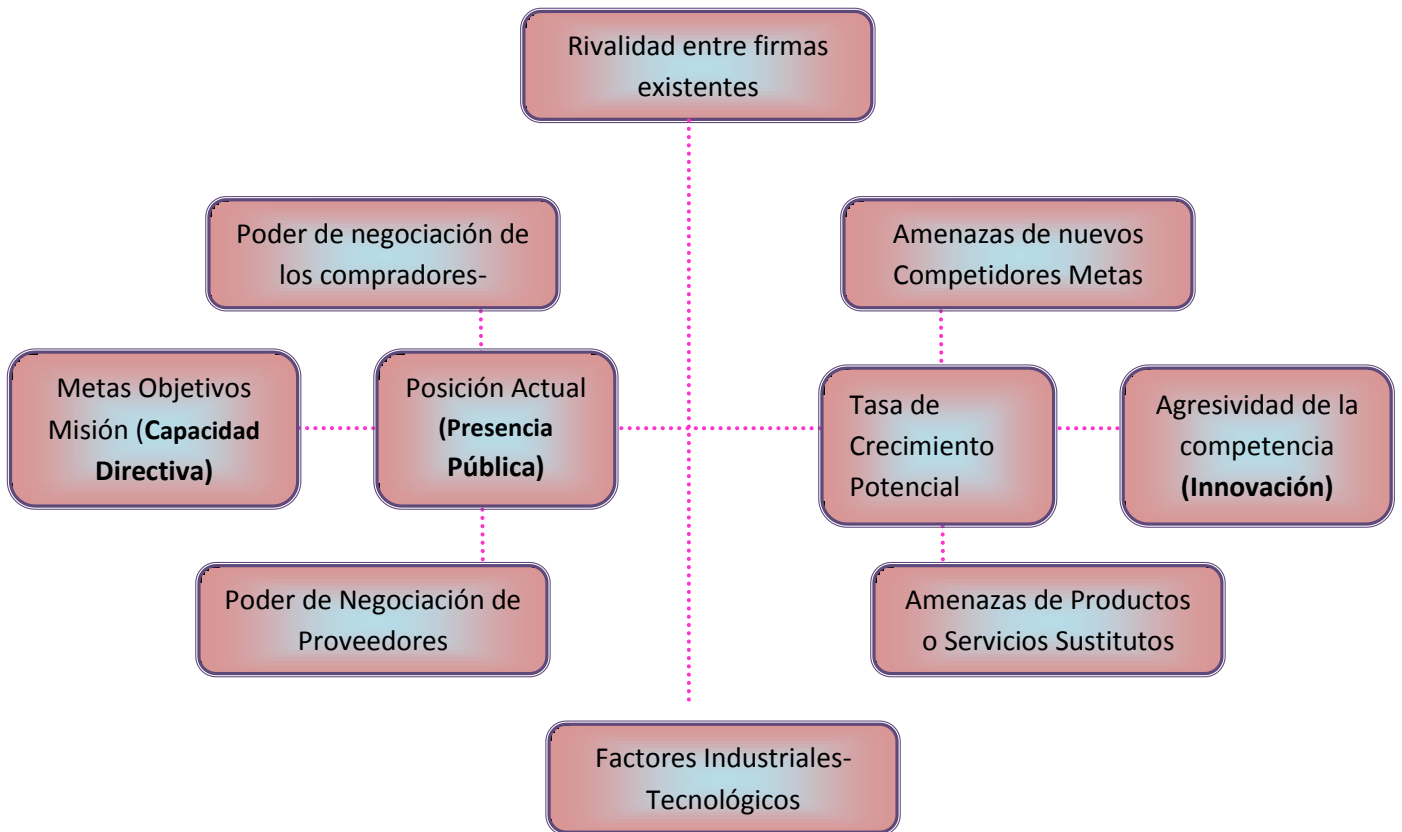 Rivalidad entre firmas
existentes
Poder de negociación de
los compradores-
Amenazas de nuevos
Competidores Metas
Metas Objetivos
Misión (Capacidad
Directiva)
Posición Actual
(Presencia
Pública)
Tasa de
Crecimiento
Potencial
Agresividad de la
competencia
(Innovación)
Poder de Negociación de
Proveedores
Amenazas de Productos
o Servicios Sustitutos
Factores Industriales-
Tecnológicos